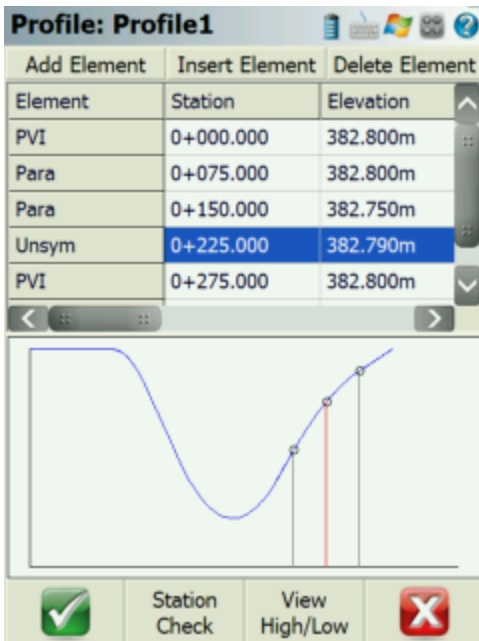 Profile: Profile1
Add Element Insert Element Delete Element
Element Station Elevation
PVI 0+000.000 382.800m
Para 0+075.000 382.800m
Para 0+150.000 382.750m
Unsym 0+225.000 382.790m
PVI 0+275.000 382.800m
Station Check
View High/Low